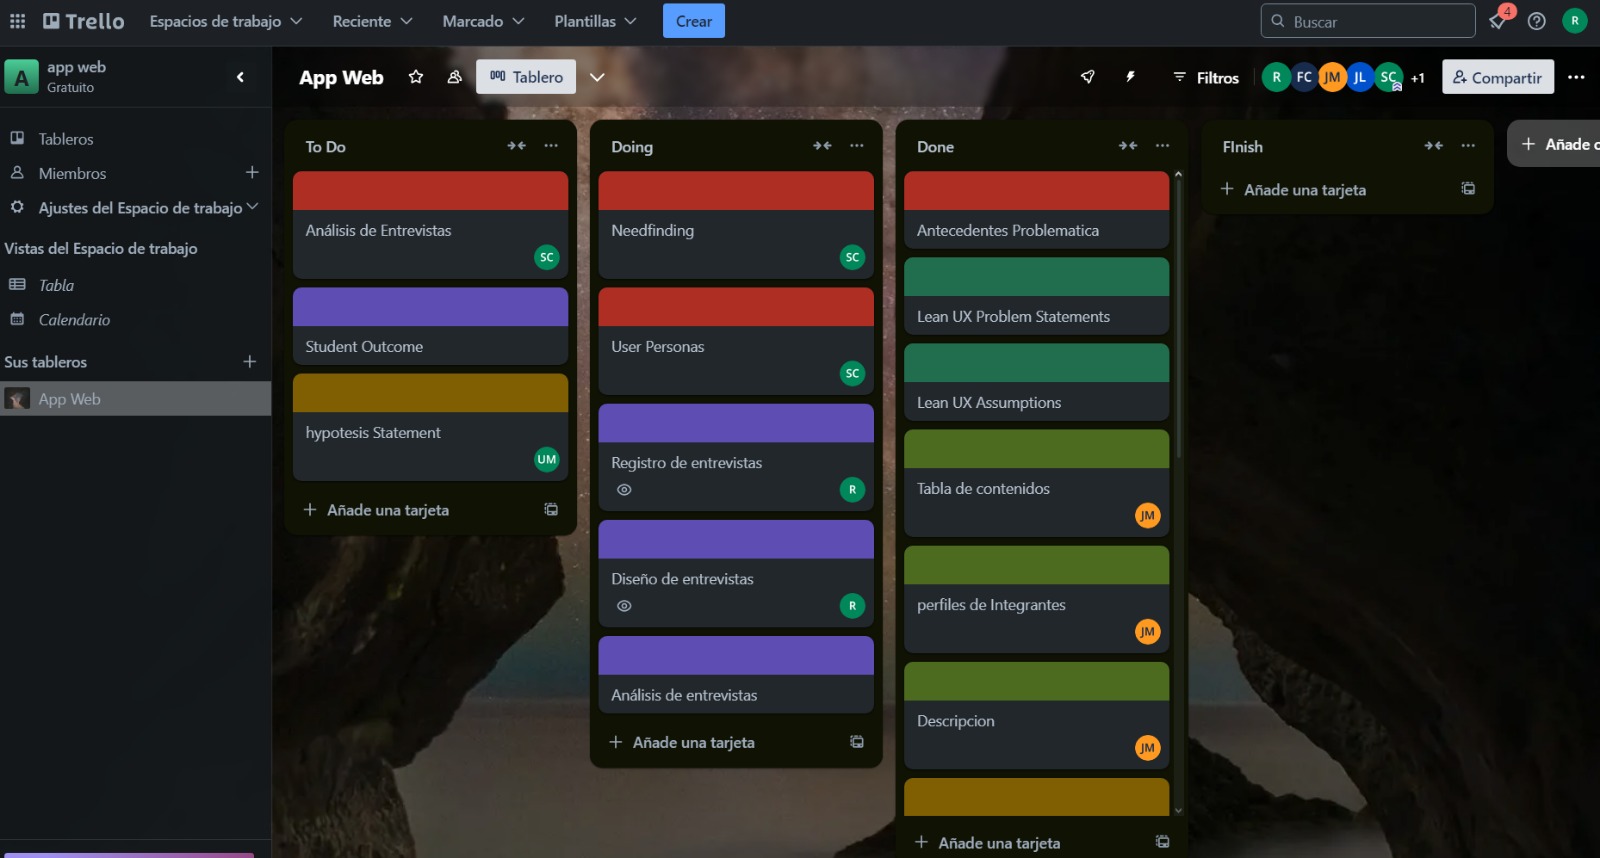 Trello
Espacios de trabajo
Reciente
Marcado
Plantillas
Crear
Buscar
4
R
A
app web
Gratuito
App Web
Tablero
Filtros
R FC JM JL SC +1
Compartir
Tableros
Miembros
Ajustes del Espacio de trabajo
Vistas del Espacio de trabajo
Tabla
Calendario
Sus tableros
App Web
To Do
Análisis de Entrevistas
SC
Student Outcome
hypotesis Statement
UM
Añade una tarjeta
Doing
Needfinding
SC
User Personas
SC
Registro de entrevistas
R
Diseño de entrevistas
R
Análisis de entrevistas
Añade una tarjeta
Done
Antecedentes Problematica
Lean UX Problem Statements
Lean UX Assumptions
Tabla de contenidos
JM
perfiles de Integrantes
JM
Descripcion
JM
Añade una tarjeta
FInish
Añade una tarjeta
Añade